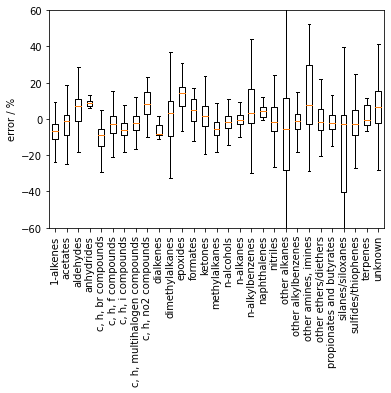 60
40
20
0
−20
−40
−60
error / %
1-alkenes
acetates
aldehydes
anhydrides
c, h, br compounds
c, h, f compounds
c, h, i compounds
c, h, multihalogen compounds
c, h, no2 compounds
dialkenes
dimethylalkanes
epoxides
formates
ketones
methylalkanes
n-alcohols
n-alkanes
n-alkylbenzenes
naphthalenes
nitriles
other alkanes
other alkylbenzenes
other amines, imines
other ethers/diethers
propionates and butyrates
silanes/siloxanes
sulfides/thiophenes
terpenes
unknown